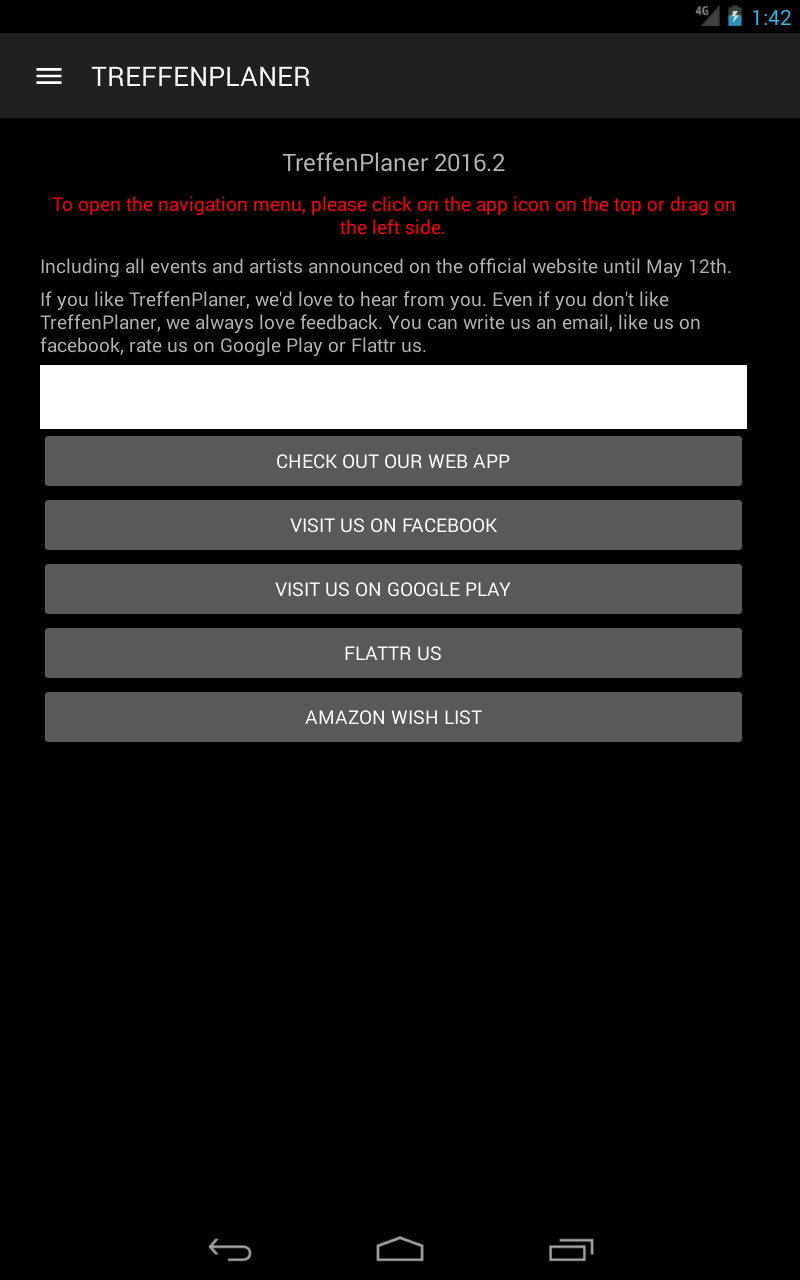 4G 1:42
TREFFENPLANER
TreffenPlaner 2016.2
To open the navigation menu, please click on the app icon on the top or drag on
the left side.
Including all events and artists announced on the official website until May 12th.
If you like TreffenPlaner, we'd love to hear from you. Even if you don't like
TreffenPlaner, we always love feedback. You can write us an email, like us on
facebook, rate us on Google Play or Flattr us.
CHECK OUT OUR WEB APP
VISIT US ON FACEBOOK
VISIT US ON GOOGLE PLAY
FLATTR US
AMAZON WISH LIST